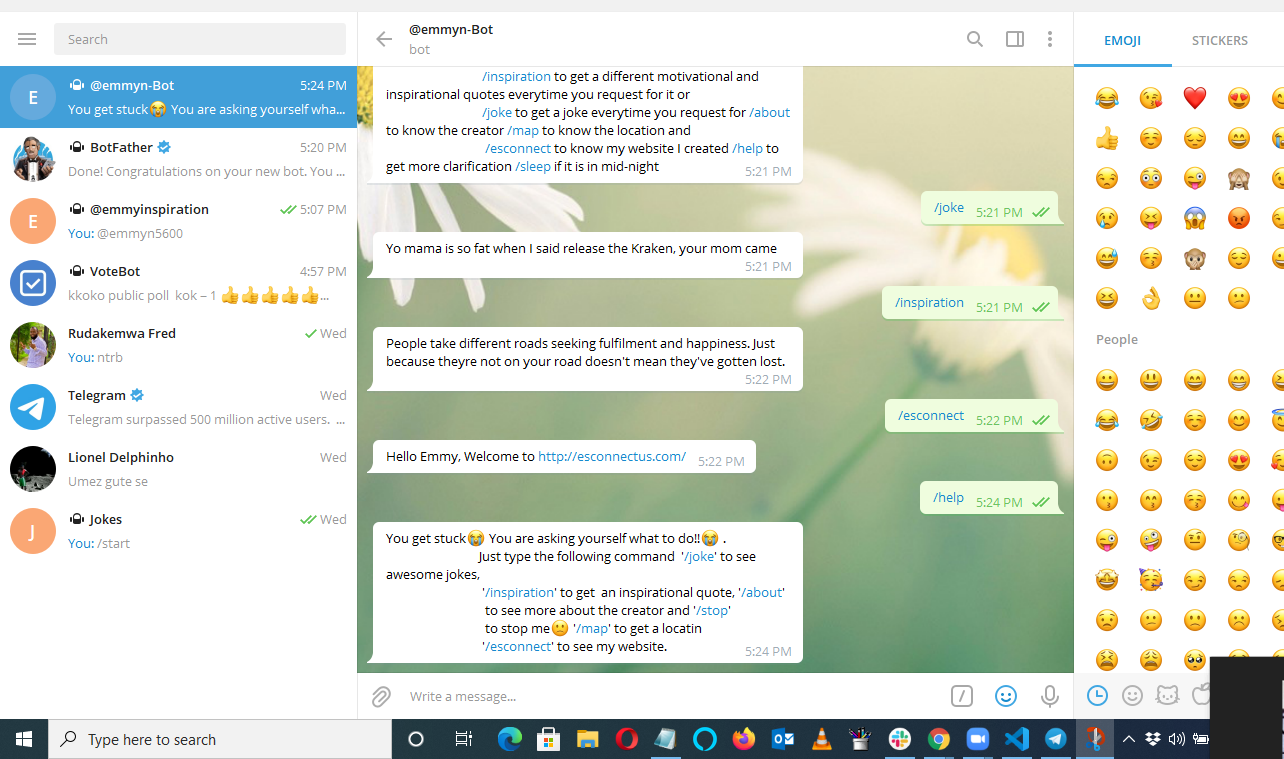 Search
@emmyn-Bot 5:24 PM
You get stuck😭 You are asking yourself wha...
BotFather 5:20 PM
Done! Congratulations on your new bot. You ...
@emmyinspiration 5:07 PM
You: @emmyn5600
VoteBot 4:57 PM
kkoko public poll kok – 1 👍👍👍👍👍...
Rudakemwa Fred Wed
You: ntrb
Telegram Wed
Telegram surpassed 500 million active users. ...
Lionel Delphinho Wed
Umez gute se
Jokes Wed
You: /start
E
E
J
@emmyn-Bot
bot
/inspiration to get a different motivational and
inspirational quotes everytime you request for it or
/joke to get a joke everytime you request for /about
to know the creator /map to know the location and
/esconnect to know my website I created /help to
get more clarification /sleep if it is in mid-night
5:21 PM
/joke 5:21 PM
Yo mama is so fat when I said release the Kraken, your mom came
5:21 PM
/inspiration 5:21 PM
People take different roads seeking fulfilment and happiness. Just
because theyre not on your road doesn't mean they've gotten lost.
5:22 PM
/esconnect 5:22 PM
Hello Emmy, Welcome to http://esconnectus.com/ 5:22 PM
/help 5:24 PM
You get stuck😭 You are asking yourself what to do!!😭 .
Just type the following command '/joke' to see
awesome jokes,
'/inspiration' to get an inspirational quote, '/about'
to see more about the creator and '/stop'
to stop me🙁 '/map' to get a locatin
'/esconnect' to see my website.
5:24 PM
Write a message...
EMOJI STICKERS
People
Type here to search